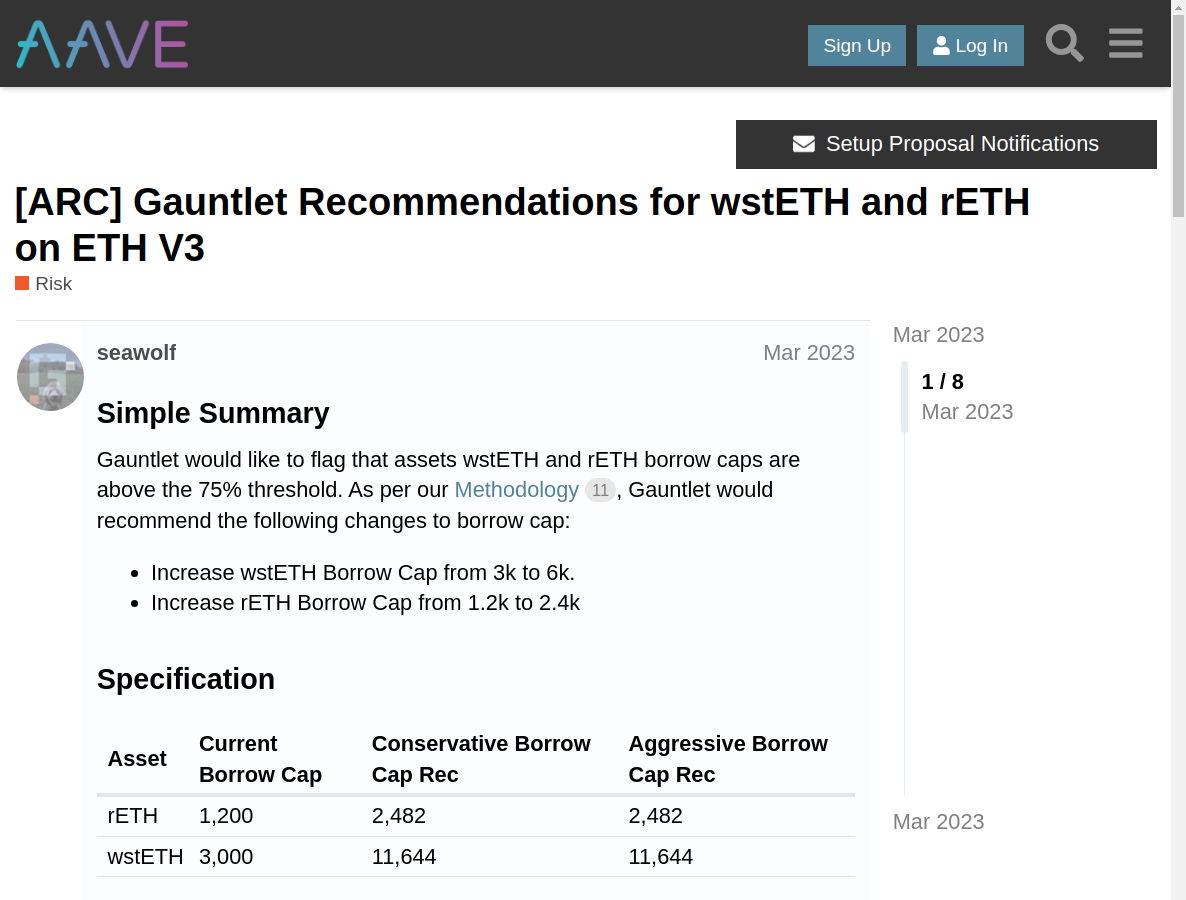 AAVE
Sign Up
Log In
Setup Proposal Notifications
[ARC] Gauntlet Recommendations for wstETH and rETH
on ETH V3
Risk
seawolf
Mar 2023
Simple Summary
Gauntlet would like to flag that assets wstETH and rETH borrow caps are
above the 75% threshold. As per our Methodology 11, Gauntlet would
recommend the following changes to borrow cap:
• Increase wstETH Borrow Cap from 3k to 6k.
• Increase rETH Borrow Cap from 1.2k to 2.4k
Specification
Asset Current Borrow Cap Conservative Borrow Cap Rec Aggressive Borrow Cap Rec
rETH 1,200 2,482 2,482
wstETH 3,000 11,644 11,644
Mar 2023
1 / 8
Mar 2023
Mar 2023